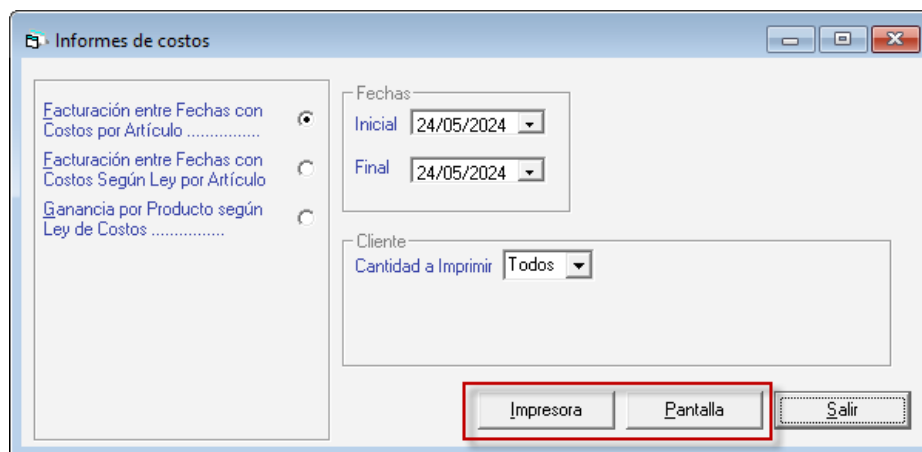 Informes de costos
Facturación entre Fechas con
Costos por Artículo ................
Facturación entre Fechas con
Costos Según Ley por Artículo
Ganancia por Producto según
Ley de Costos ................
Fechas
Inicial 24/05/2024
Final 24/05/2024
Cliente
Cantidad a Imprimir Todos
Impresora Pantalla Salir